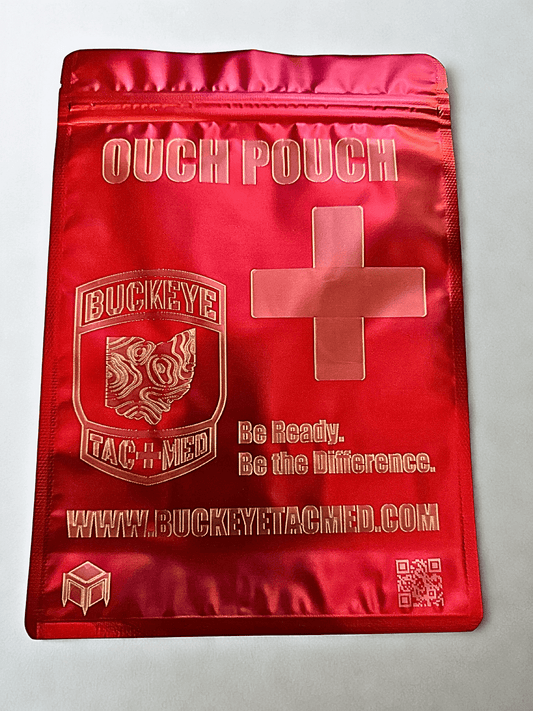 OUCH POUCH
BUCKEYE
TAC+MED
Be Ready.
Be the Difference.
WWW.BUCKEYETACMED.COM